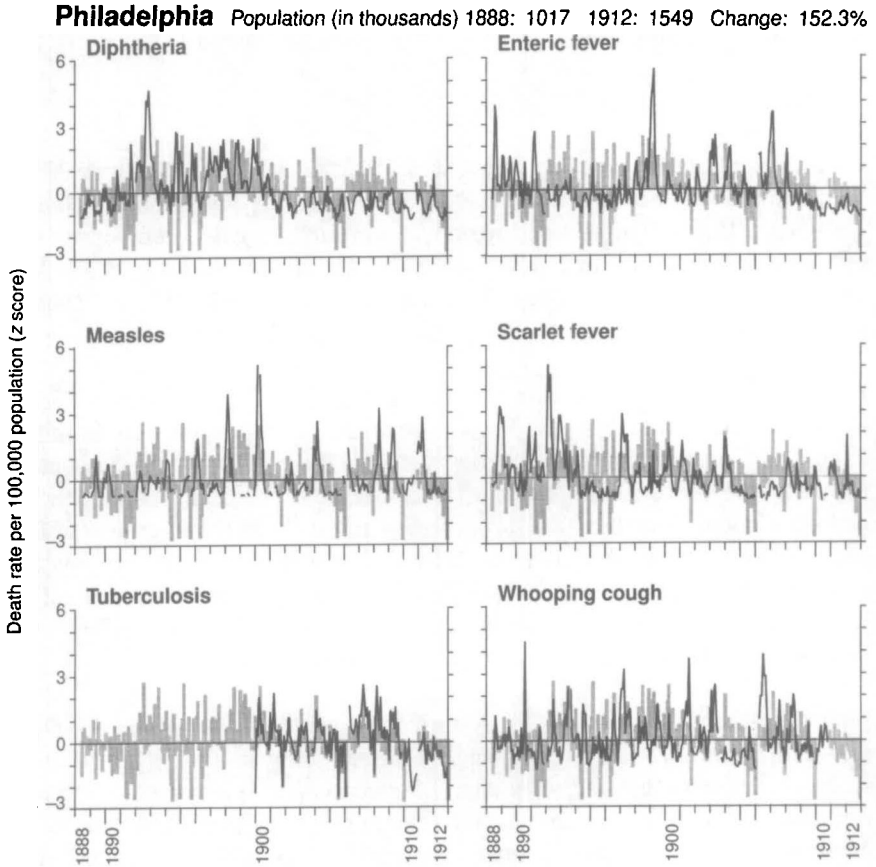 Philadelphia Population (in thousands) 1888: 1017 1912: 1549 Change: 152.3%
Diphtheria Enteric fever
6
3
0
−3
Measles Scarlet fever
6
3
0
−3
Tuberculosis Whooping cough
6
3
0
−3
1888 1890 1900 1910 1912 1888 1890 1900 1910 1912
Death rate per 100,000 population (z score)